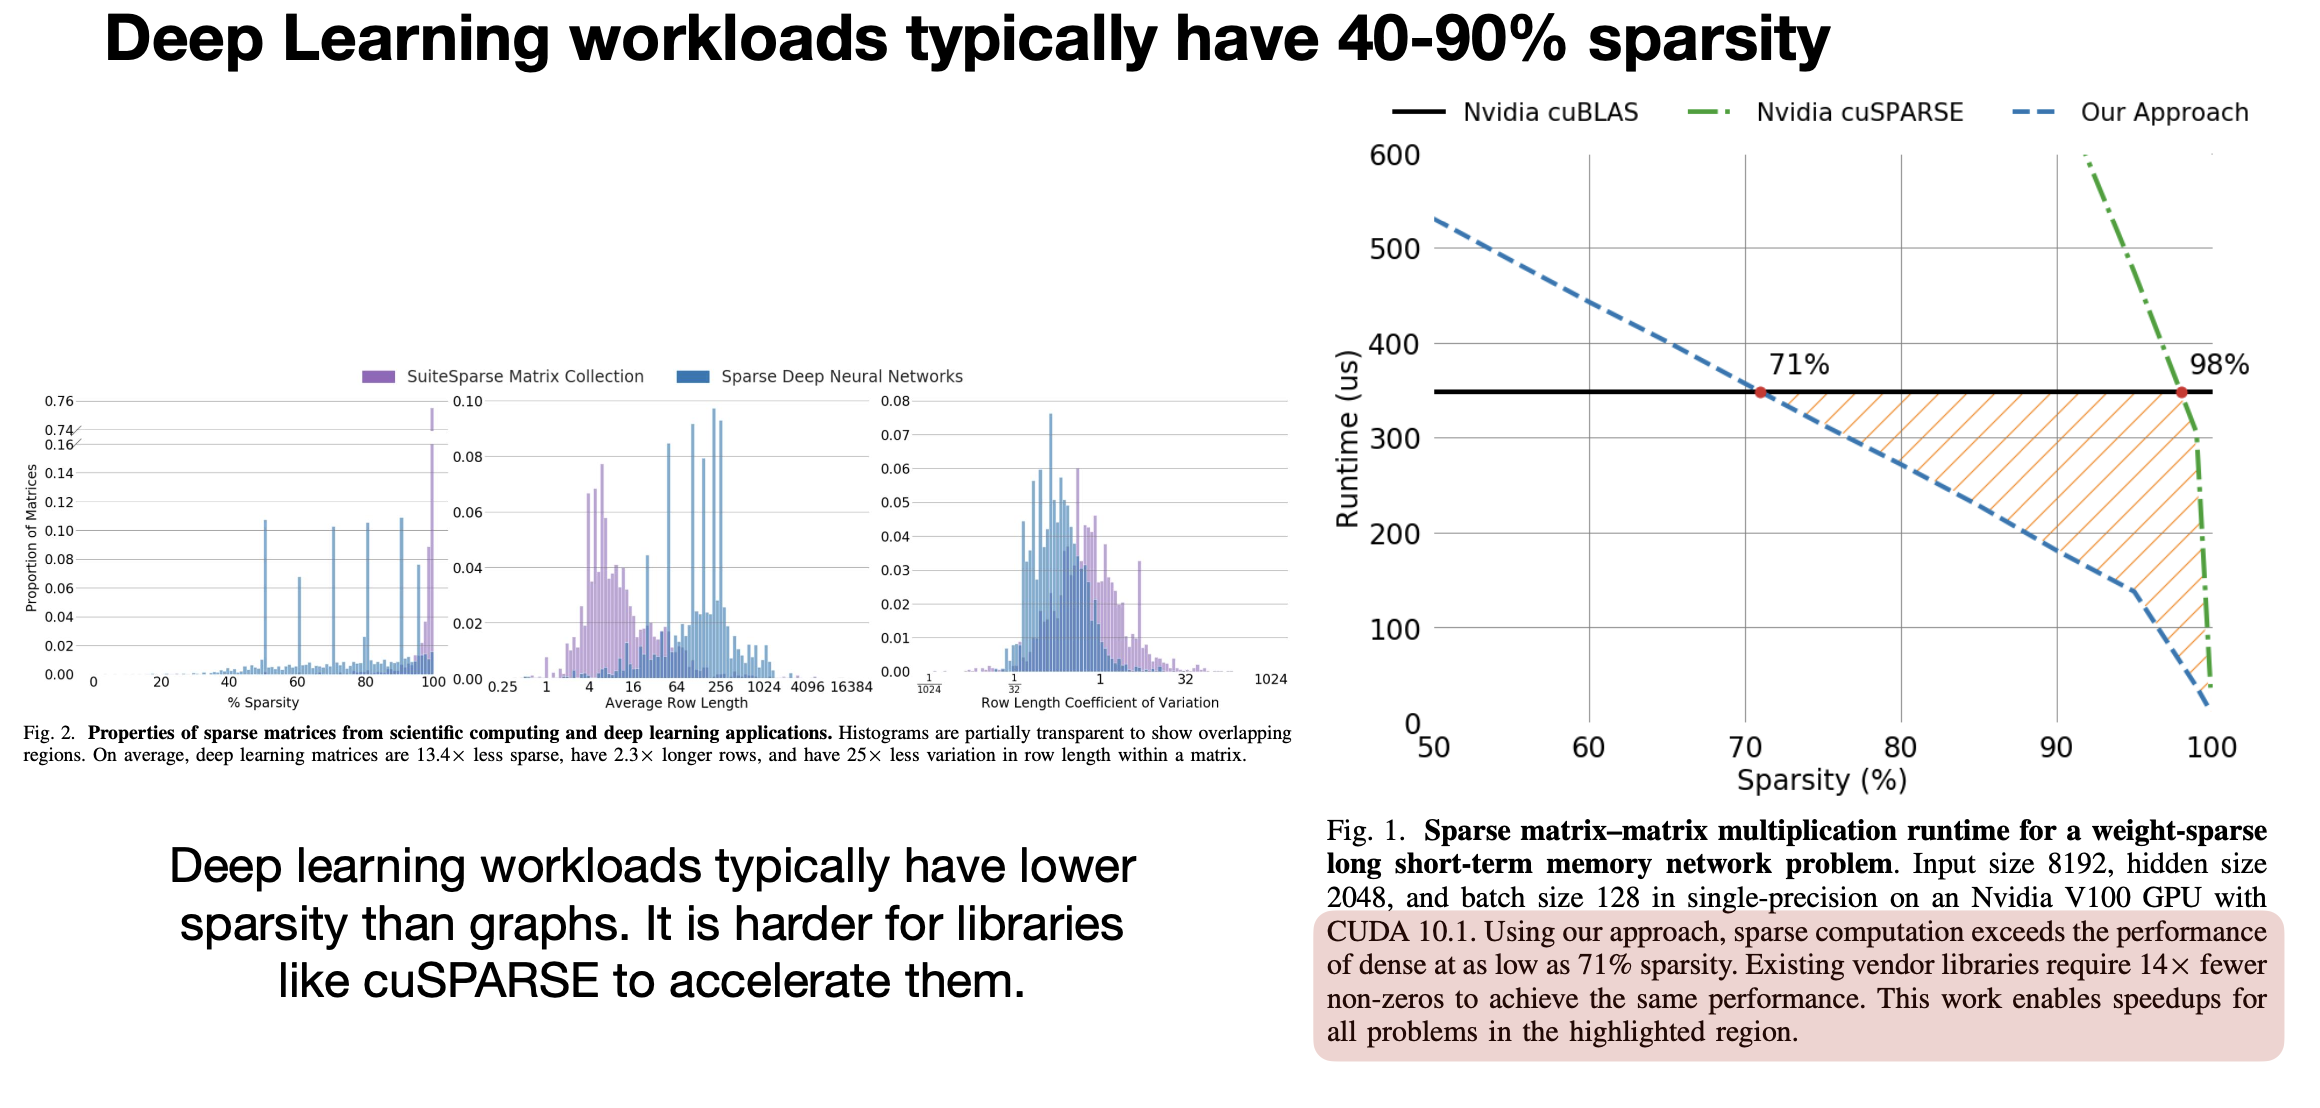 Deep Learning workloads typically have 40-90% sparsity
SuiteSparse Matrix Collection
Sparse Deep Neural Networks
Proportion of Matrices
0.76
0.74
0.16
0.14
0.12
0.10
0.08
0.06
0.04
0.02
0.00
0 20 40 60 80 100
% Sparsity
0.10
0.08
0.06
0.04
0.02
0.00
0.25 1 4 16 64 256 1024 4096 16384
Average Row Length
0.08
0.07
0.06
0.05
0.04
0.03
0.02
0.01
0.00
1/1024 1/32 1 32 1024
Row Length Coefficient of Variation
Fig. 2. Properties of sparse matrices from scientific computing and deep learning applications. Histograms are partially transparent to show overlapping
regions. On average, deep learning matrices are 13.4× less sparse, have 2.3× longer rows, and have 25× less variation in row length within a matrix.
Deep learning workloads typically have lower
sparsity than graphs. It is harder for libraries
like cuSPARSE to accelerate them.
Nvidia cuBLAS
Nvidia cuSPARSE
Our Approach
Runtime (us)
600
500
400
300
200
100
0
71%
98%
50 60 70 80 90 100
Sparsity (%)
Fig. 1. Sparse matrix–matrix multiplication runtime for a weight-sparse
long short-term memory network problem. Input size 8192, hidden size
2048, and batch size 128 in single-precision on an Nvidia V100 GPU with
CUDA 10.1. Using our approach, sparse computation exceeds the performance
of dense at as low as 71% sparsity. Existing vendor libraries require 14× fewer
non-zeros to achieve the same performance. This work enables speedups for
all problems in the highlighted region.